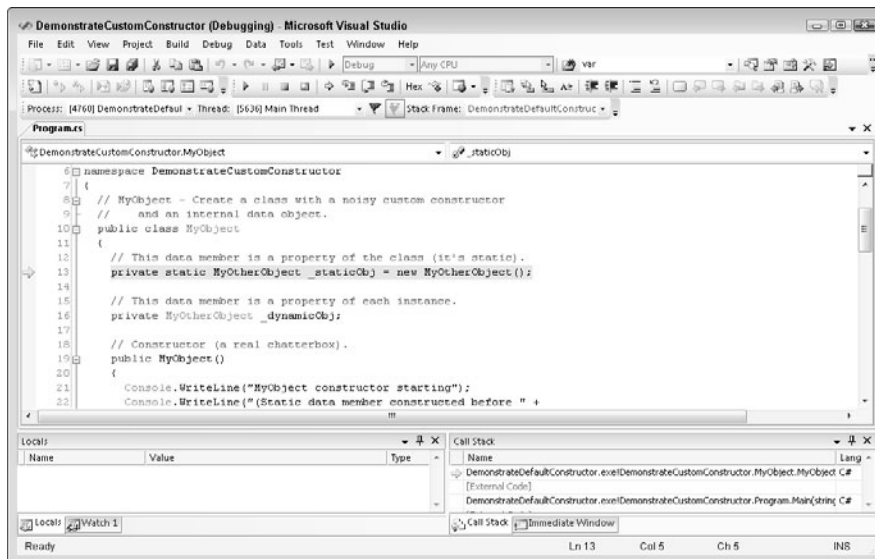 DemonstrateCustomConstructor (Debugging) - Microsoft Visual Studio
File Edit View Project Build Debug Data Tools Test Window Help
Debug Any CPU var
Hex
Process: [4760] DemonstrateDefaul Thread: [5636] Main Thread Stack Frame: DemonstrateDefaultConstruc
Program.cs
DemonstrateCustomConstructor.MyObject _staticObj
6 namespace DemonstrateCustomConstructor
7 {
8 // MyObject - Create a class with a noisy custom constructor
9 // and an internal data object.
10 public class MyObject
11 {
12 // This data member is a property of the class (it's static).
13 private static MyOtherObject _staticObj = new MyOtherObject();
14
15 // This data member is a property of each instance.
16 private MyOtherObject _dynamicObj;
17
18 // Constructor (a real chatterbox).
19 public MyObject()
20 {
21 Console.WriteLine("MyObject constructor starting");
22 Console.WriteLine("(Static data member constructed before " +
Locals Call Stack
Name Value Type Name Lang
DemonstrateDefaultConstructor.exe!DemonstrateCustomConstructor.MyObject.MyObject C#
[External Code]
DemonstrateDefaultConstructor.exe!DemonstrateCustomConstructor.Program.Main(string C#
Locals Watch 1 Call Stack Immediate Window
Ready Ln 13 Col 5 Ch 5 INS